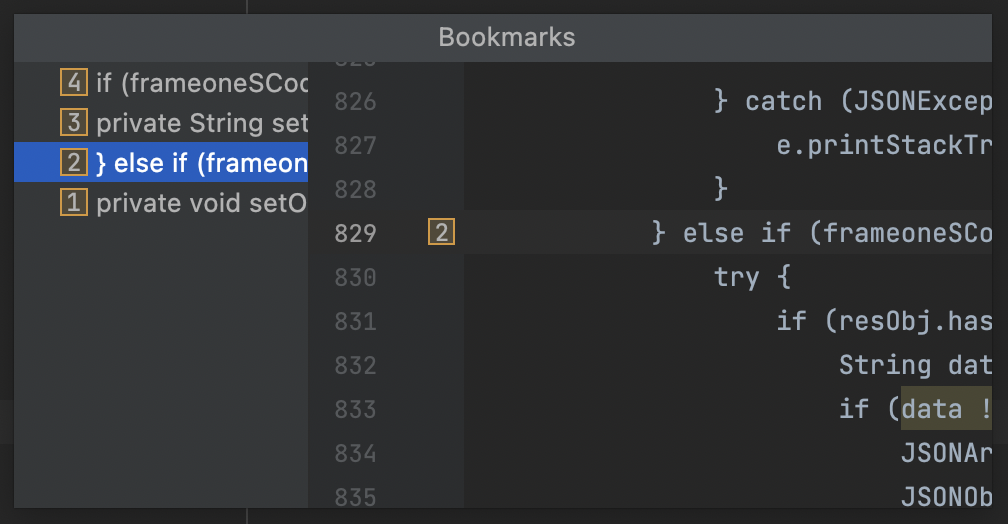 Bookmarks
4 if (frameoneSCod
3 private String set
2 } else if (frameon
1 private void setO
826 } catch (JSONExcep
827 e.printStackTr
828 }
829 2 } else if (frameoneSCo
830 try {
831 if (resObj.has
832 String dat
833 if (data !
834 JSONAr
835 JSONOb